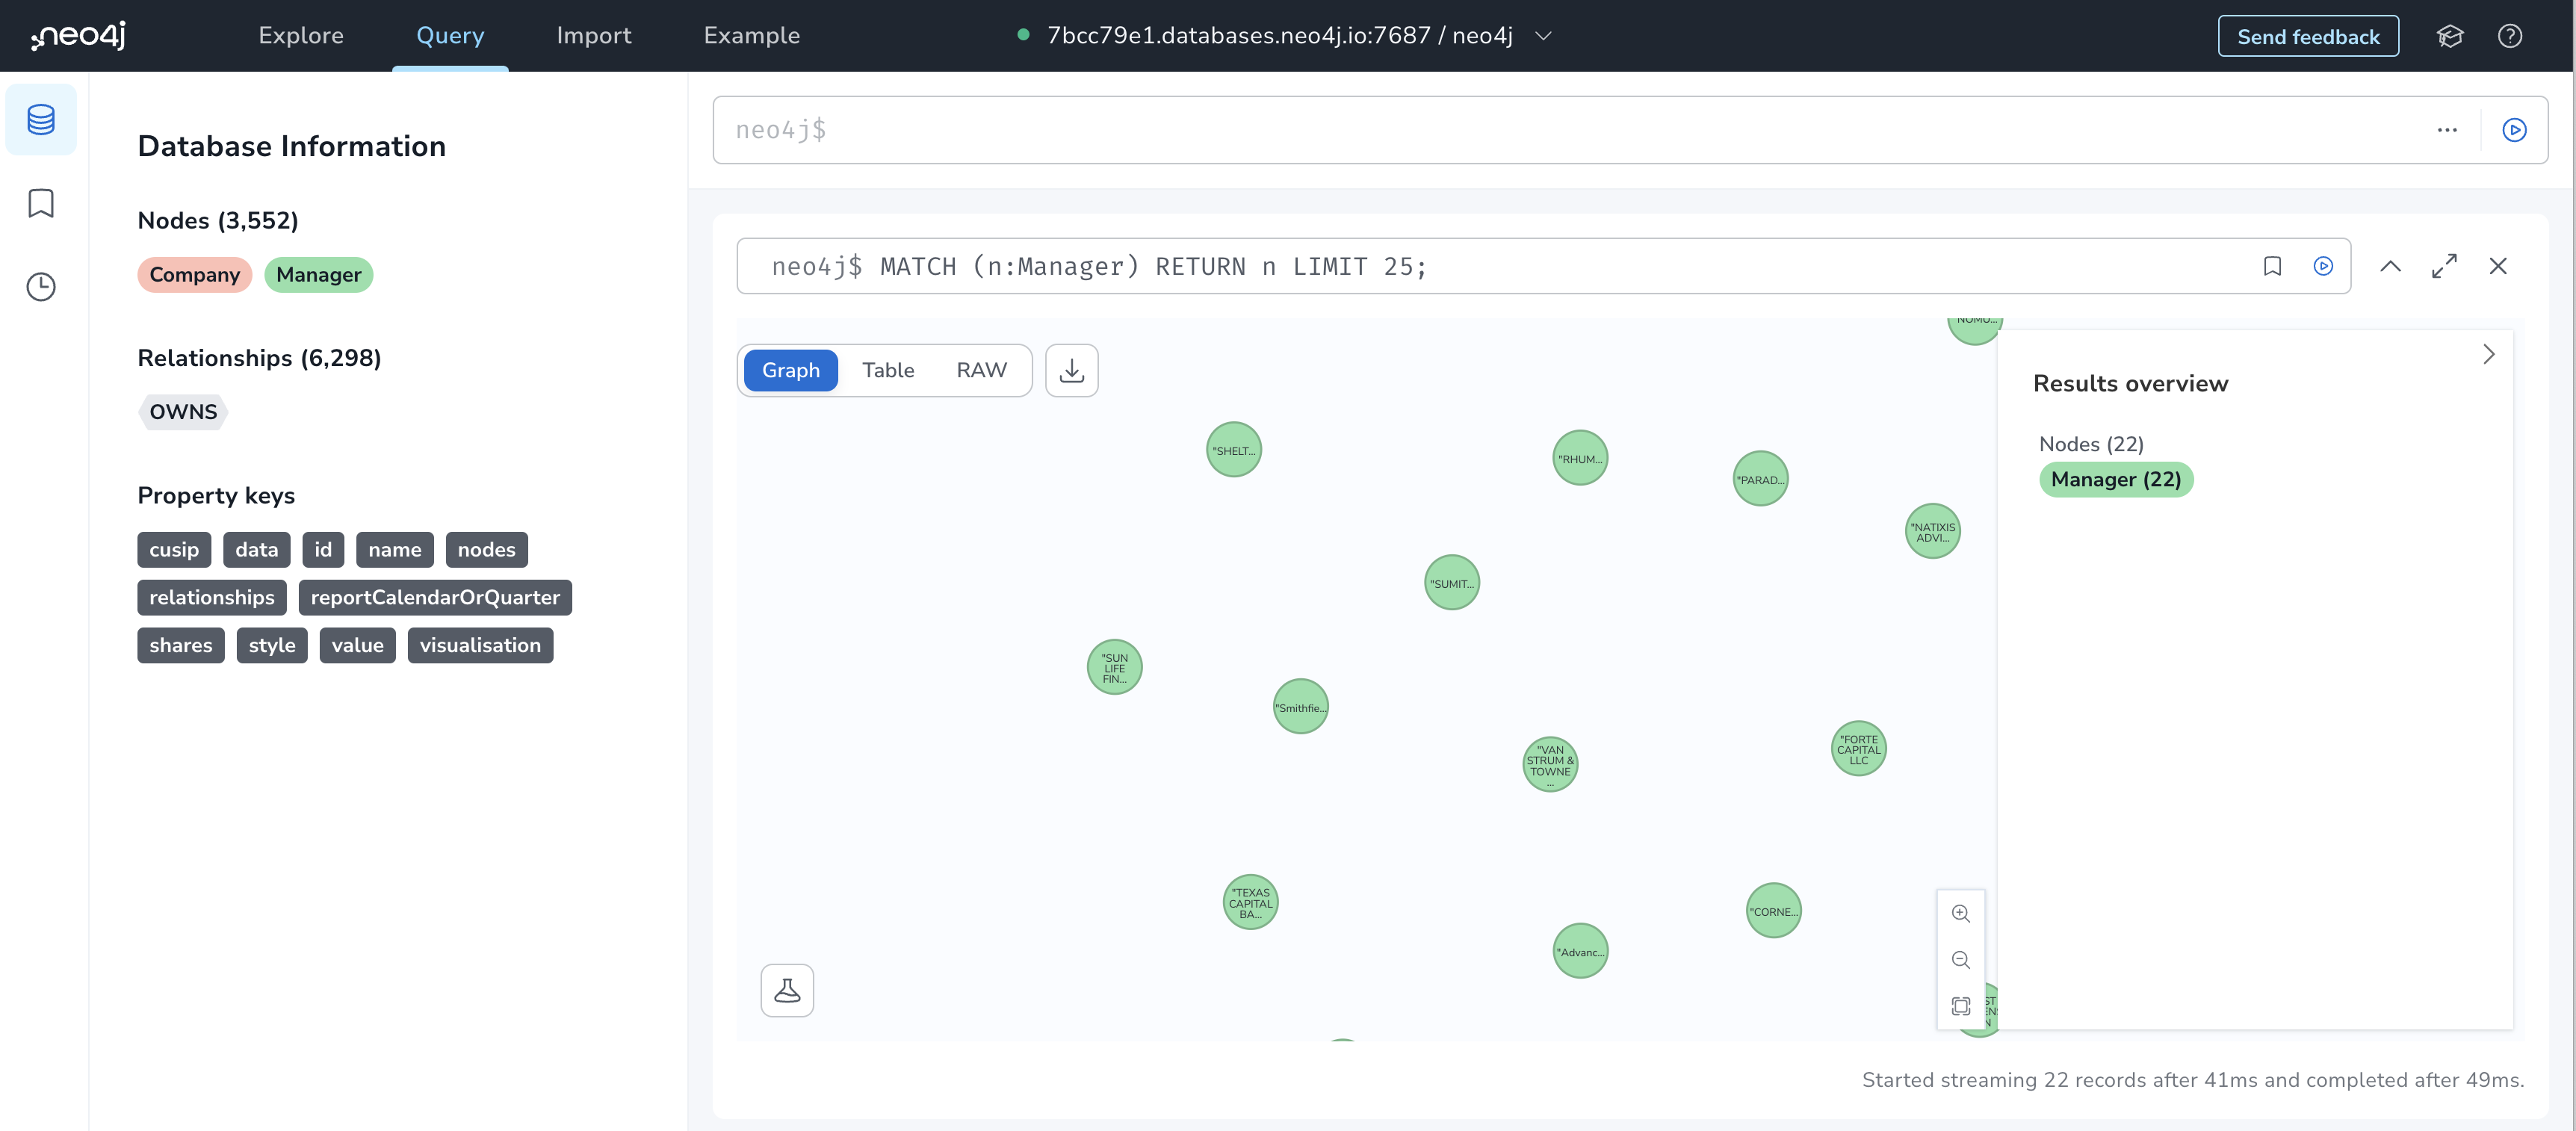 neo4j
Explore Query Import Example
7bcc79e1.databases.neo4j.io:7687 / neo4j
Send feedback
Database Information
Nodes (3,552)
Company Manager
Relationships (6,298)
OWNS
Property keys
cusip data id name nodes
relationships reportCalendarOrQuarter
shares style value visualisation
neo4j$
neo4j$ MATCH (n:Manager) RETURN n LIMIT 25;
Graph Table RAW
NOMU...
"SHELT...
"RHUM...
"PARAD...
"NATIXIS
ADVI...
"SUMIT...
"SUN
LIFE
FIN...
"Smithfie...
"VAN
STRUM &
TOWNE
...
"FORTE
CAPITAL
LLC
"TEXAS
CAPITAL
BA...
"CORNE...
"Advanc...
Results overview
Nodes (22)
Manager (22)
Started streaming 22 records after 41ms and completed after 49ms.